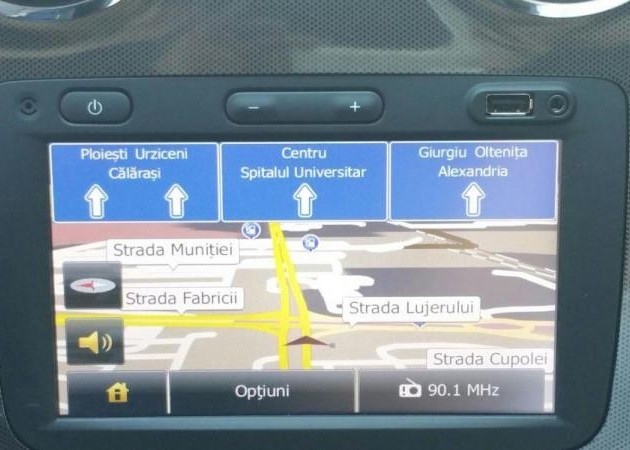 Ploiești Urziceni
Călărași
Centru
Spitalul Universitar
Giurgiu Oltenița
Alexandria
Strada Muniției
Strada Fabricii
Strada Lujerului
Strada Cupolei
Opţiuni
90.1 MHz